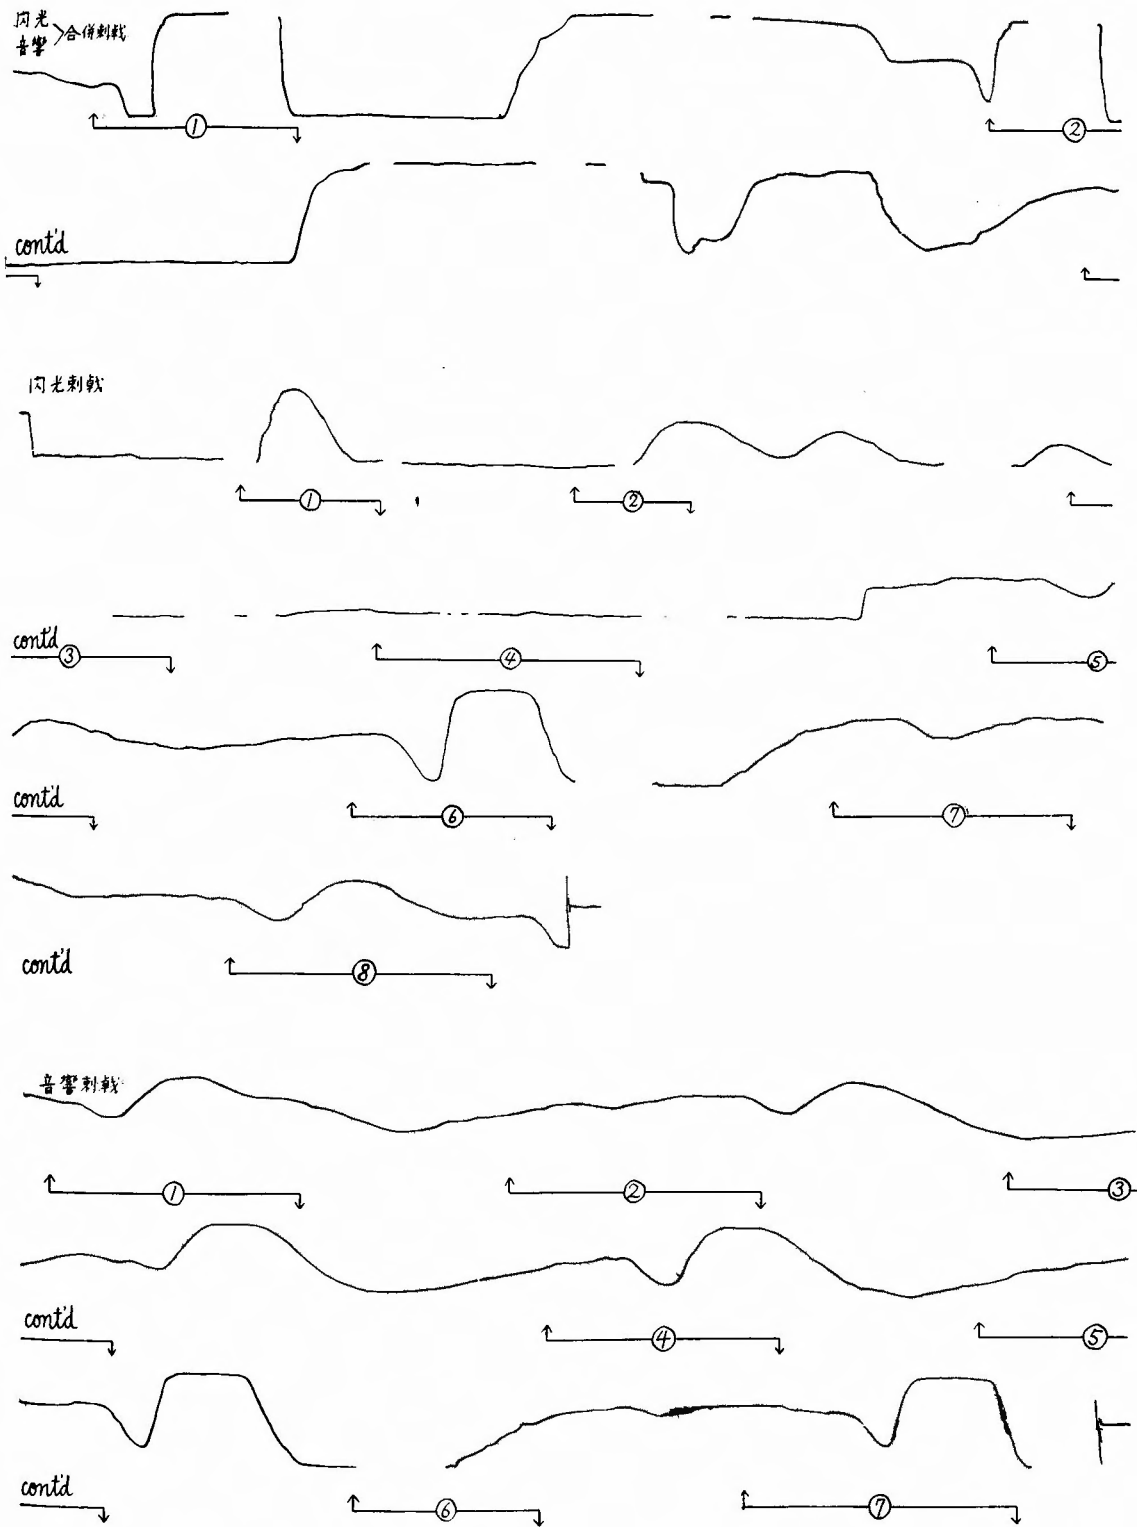 閃光
音響 > 合併刺戟
① ②
cont'd
閃光刺戟
① ②
cont'd ③ ④ ⑤
cont'd
⑥ ⑦
cont'd ⑧
音響刺戟
① ② ③
cont'd ④ ⑤
cont'd ⑥ ⑦